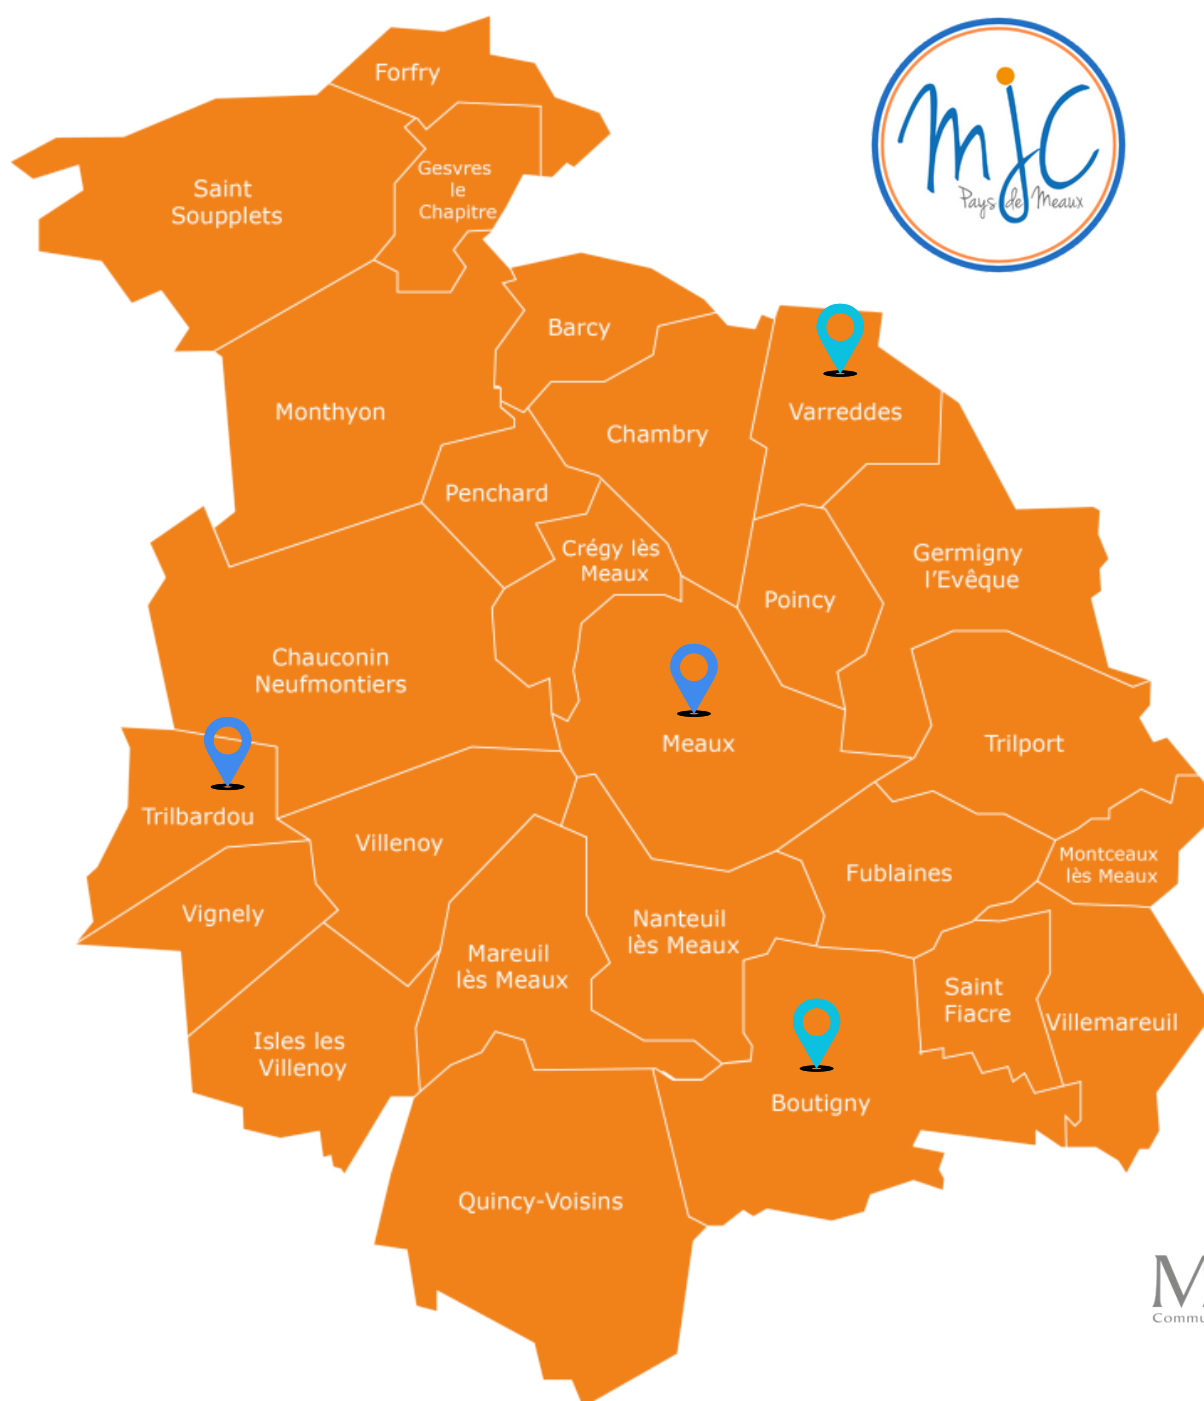 Forfry
Gesvres
le
Chapitre
Saint
Soupplets
mjc
Pays de Meaux
Barcy
Monthyon
Varreddes
Chambry
Penchard
Crégy lès
Meaux
Germigny
l'Evêque
Poincy
Chauconin
Neufmontiers
Meaux
Trilport
Trilbardou
Villenoy
Montceaux
lès Meaux
Fublaines
Vignely
Nanteuil
lès Meaux
Mareuil
lès Meaux
Saint
Fiacre
Villemareuil
Isles les
Villenoy
Boutigny
Quincy-Voisins